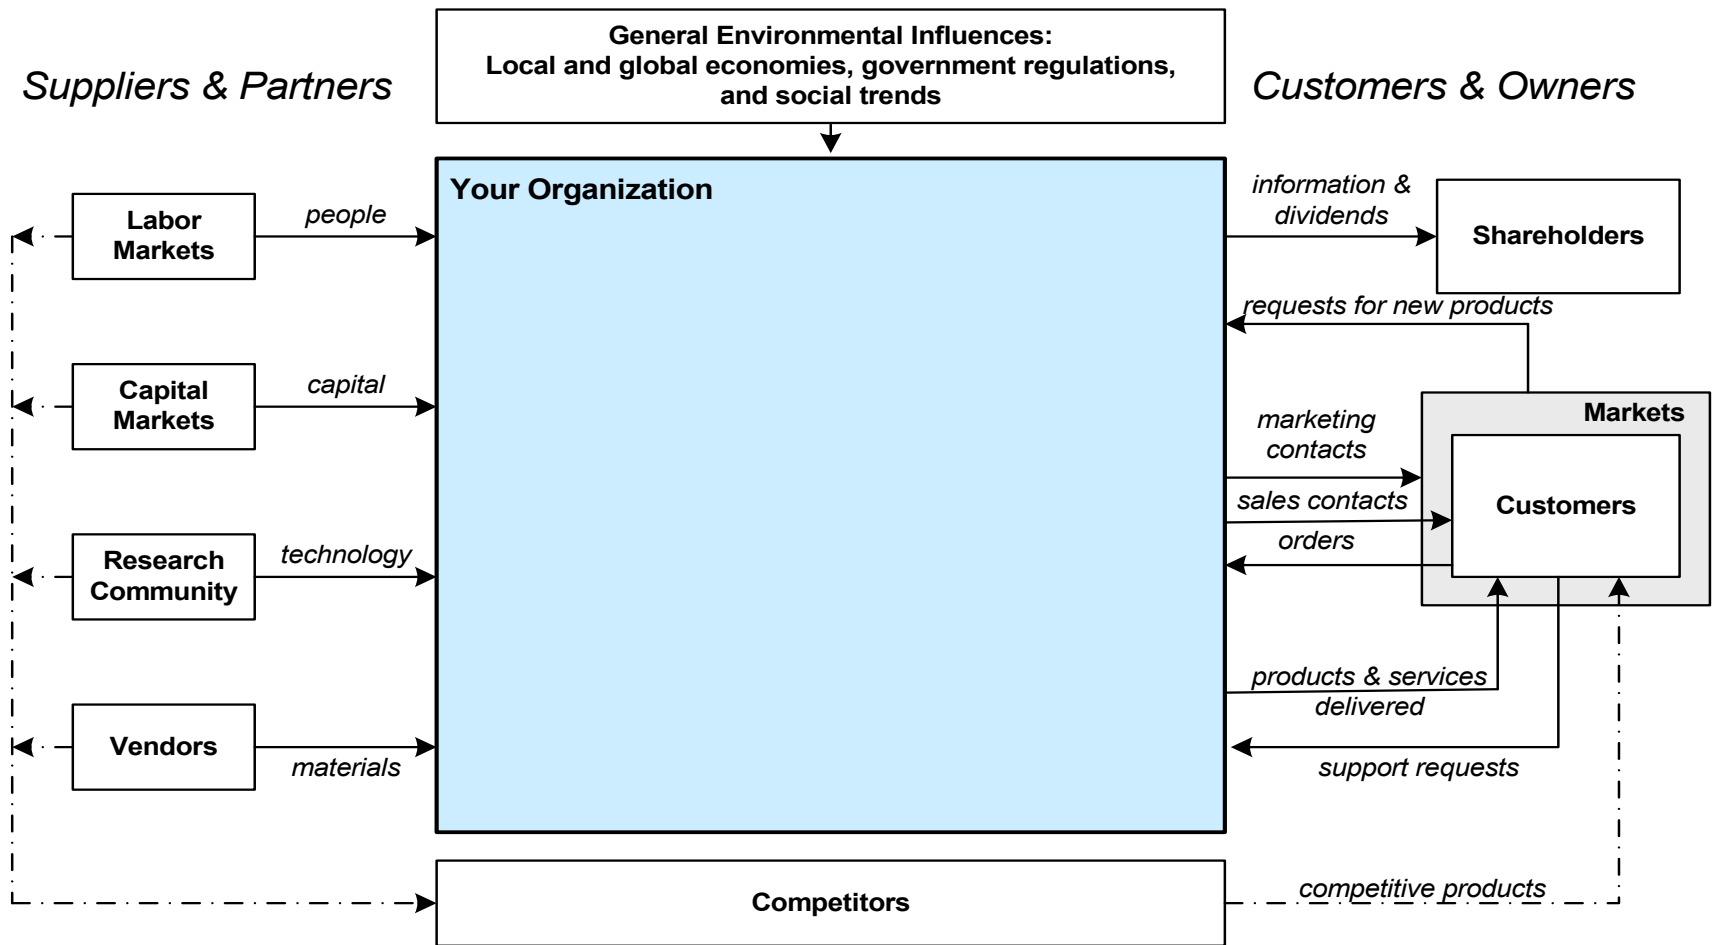 General Environmental Influences:
Local and global economies, government regulations,
and social trends
Suppliers & Partners
Customers & Owners
Your Organization
Labor
Markets
people
information &
dividends
Shareholders
requests for new products
Capital
Markets
capital
Markets
marketing
contacts
sales contacts
Customers
orders
Research
Community
technology
products & services
delivered
Vendors
materials
support requests
Competitors
competitive products